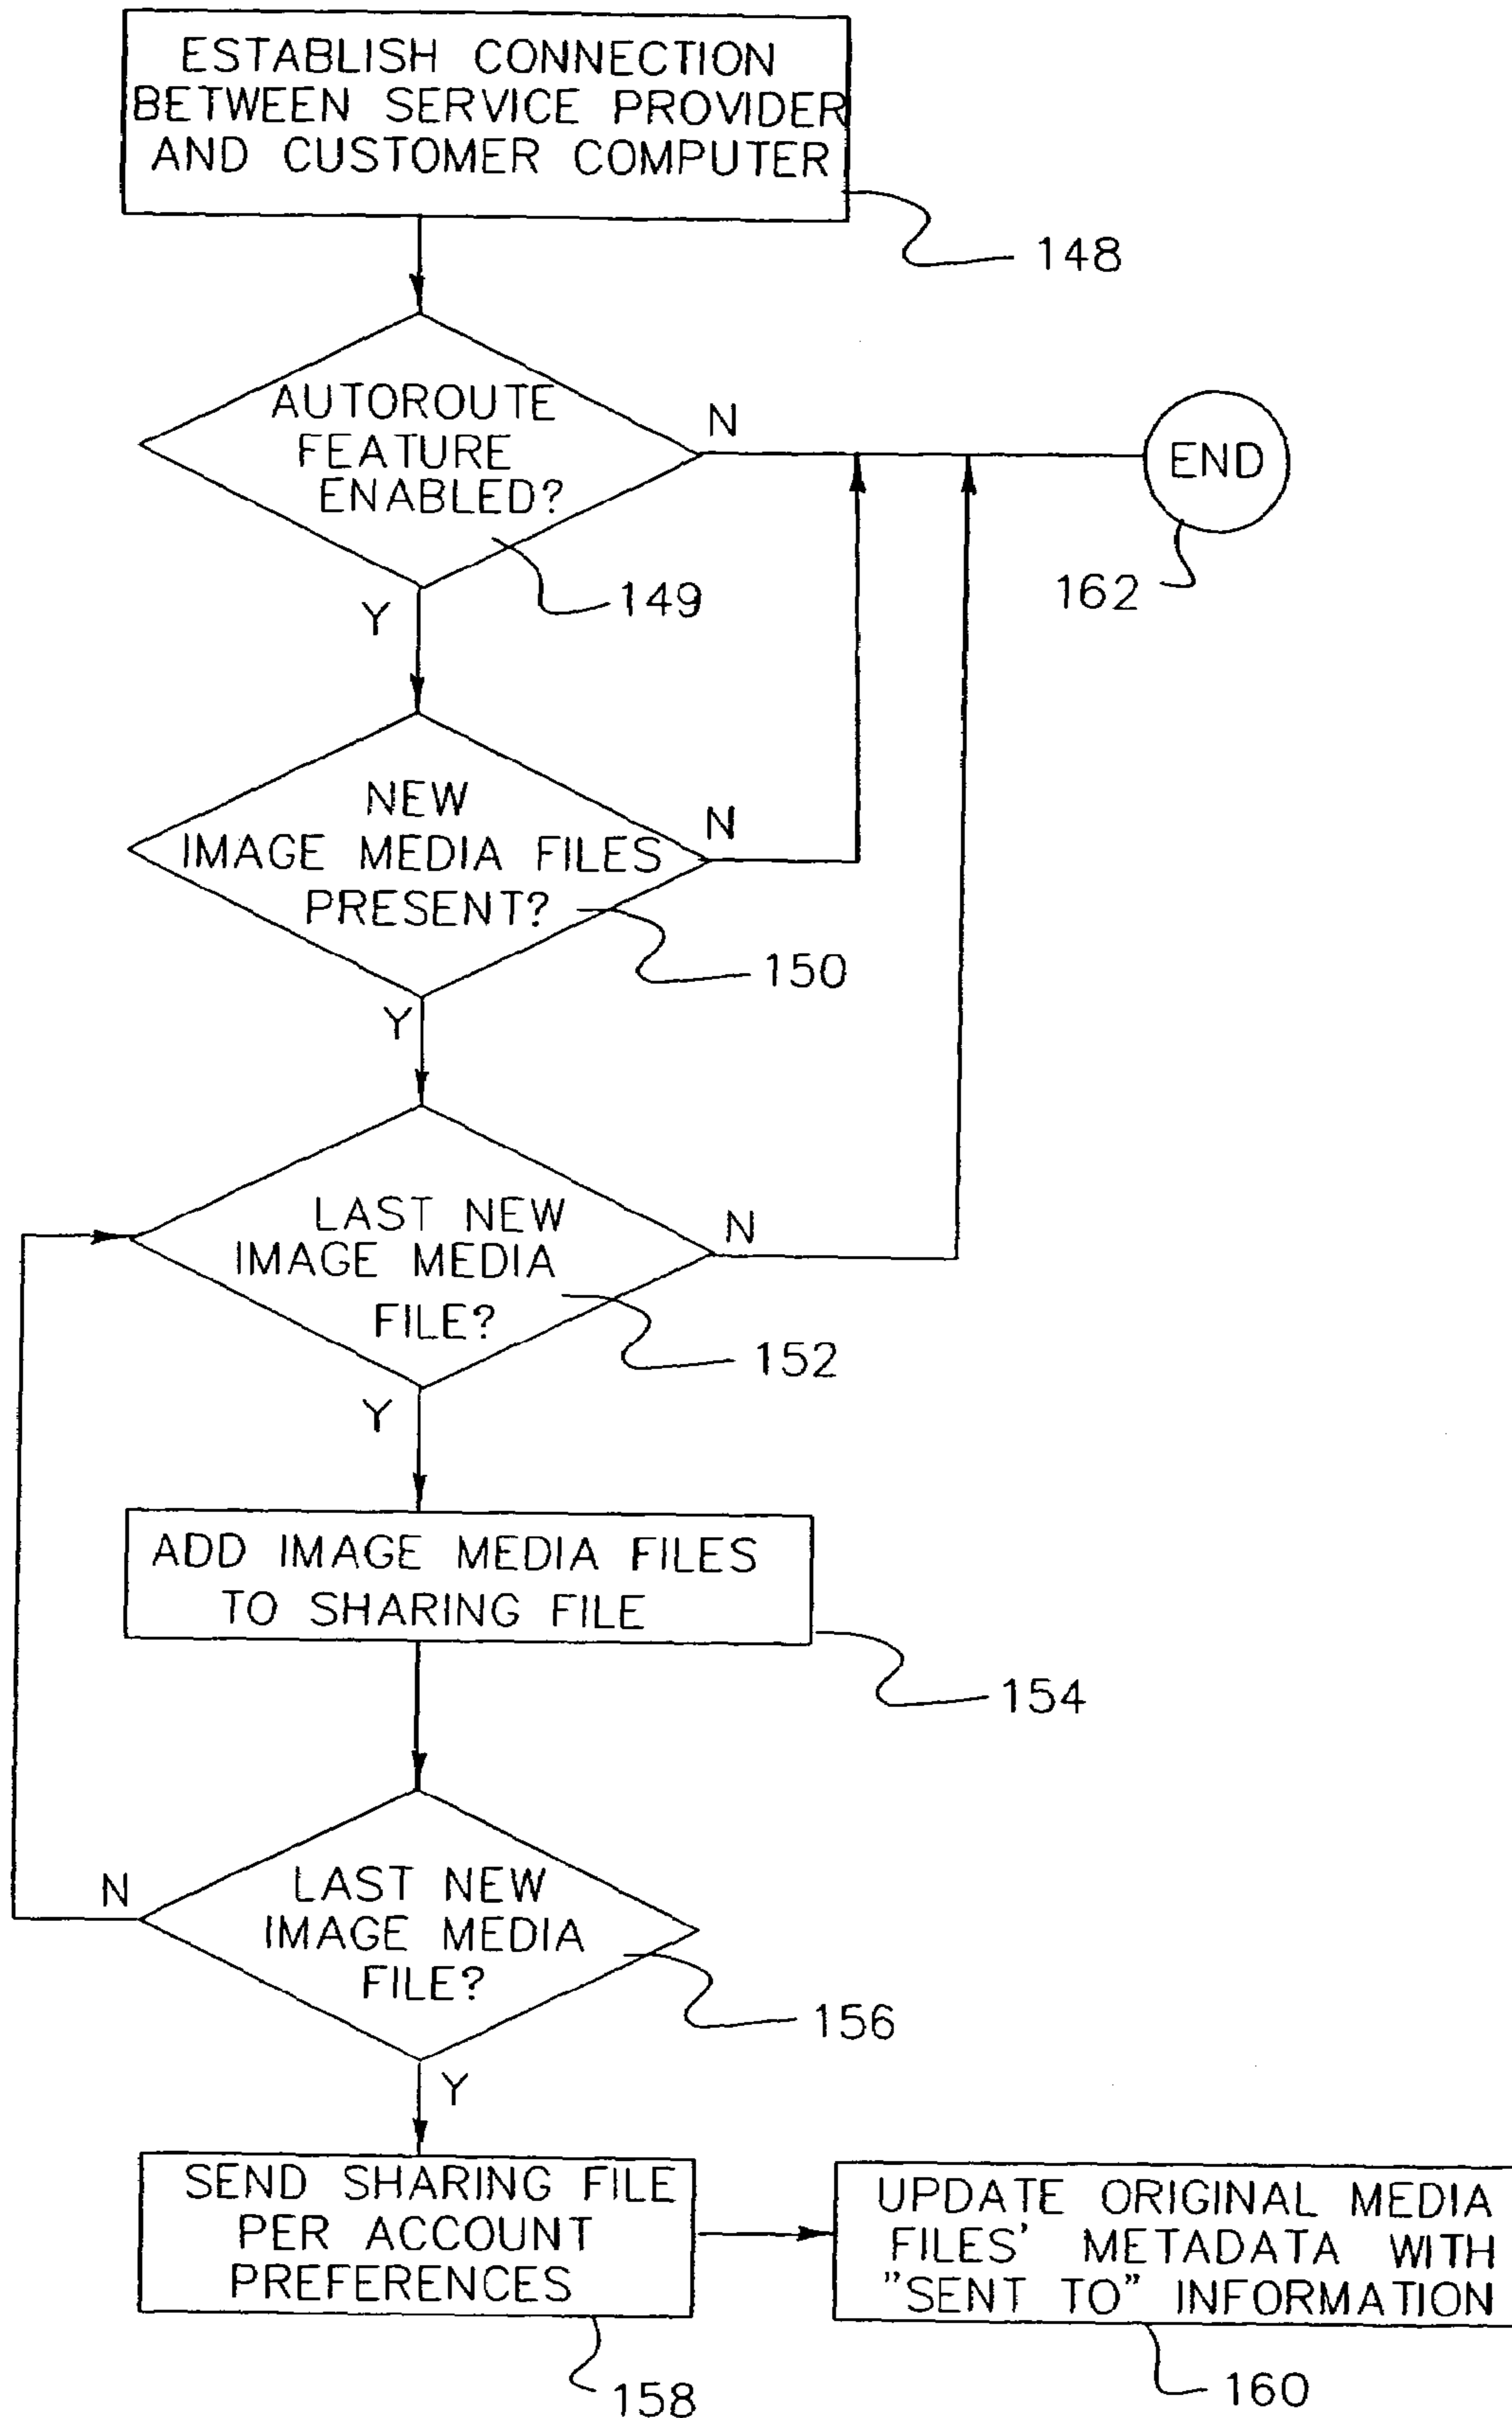 ESTABLISH CONNECTION
BETWEEN SERVICE PROVIDER
AND CUSTOMER COMPUTER
148
AUTOROUTE
FEATURE
ENABLED?
N
END
149
162
Y
NEW
IMAGE MEDIA FILES
PRESENT?
N
150
Y
LAST NEW
IMAGE MEDIA
FILE?
N
152
Y
ADD IMAGE MEDIA FILES
TO SHARING FILE
154
N
LAST NEW
IMAGE MEDIA
FILE?
156
Y
SEND SHARING FILE
PER ACCOUNT
PREFERENCES
158
UPDATE ORIGINAL MEDIA
FILES' METADATA WITH
"SENT TO" INFORMATION
160